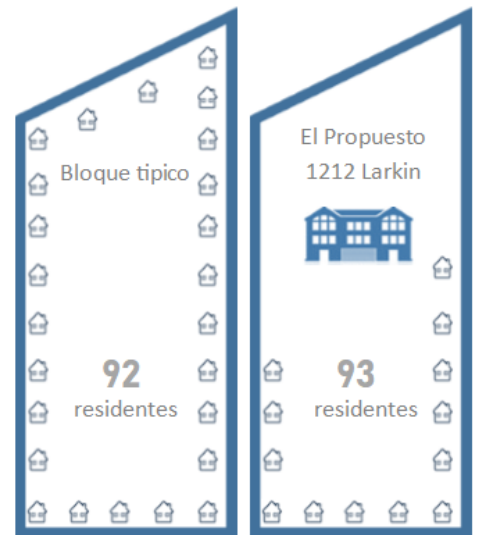 Bloque tipico
92
residentes
El Propuesto
1212 Larkin
93
residentes